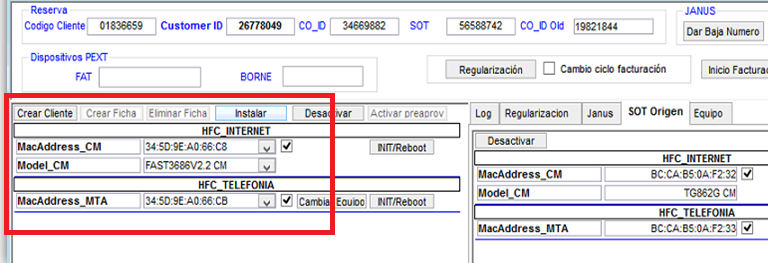 Reserva
JANUS
Codigo Cliente 01836659 Customer ID 26778049 CO_ID 34669882 SOT 56588742 CO_ID Old 19821844
Dar Baja Numero
Dispositivos PEXT
FAT BORNE
Regularización Cambio ciclo facturación Inicio Facturac
Crear Cliente Crear Ficha Eliminar Ficha Instalar Desactivar Activar preaprov
HFC_INTERNET
MacAddress_CM 34:5D:9E:A0:66:C8 INIT/Reboot
Model_CM FAST3686V2.2 CM
HFC_TELEFONIA
MacAddress_MTA 34:5D:9E:A0:66:CB Cambia Equipo INIT/Reboot
Log Regularizacion Janus SOT Origen Equipo
Desactivar
HFC_INTERNET
MacAddress_CM BC:CA:B5:0A:F2:32
Model_CM TG862G CM
HFC_TELEFONIA
MacAddress_MTA BC:CA:B5:0A:F2:33